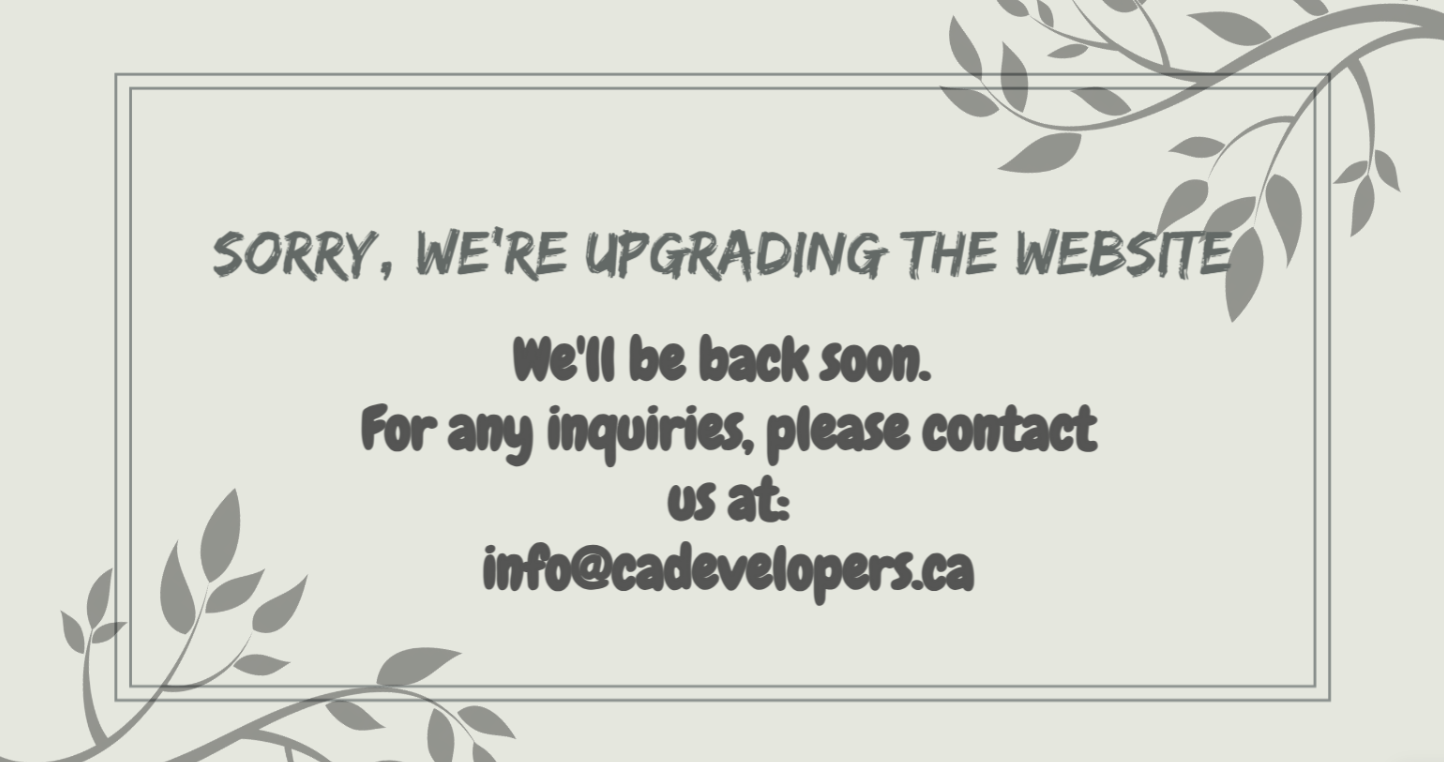 SORRY, WE'RE UPGRADING THE WEBSITE
We'll be back soon.
For any inquiries, please contact
us at:
info@cadevelopers.ca